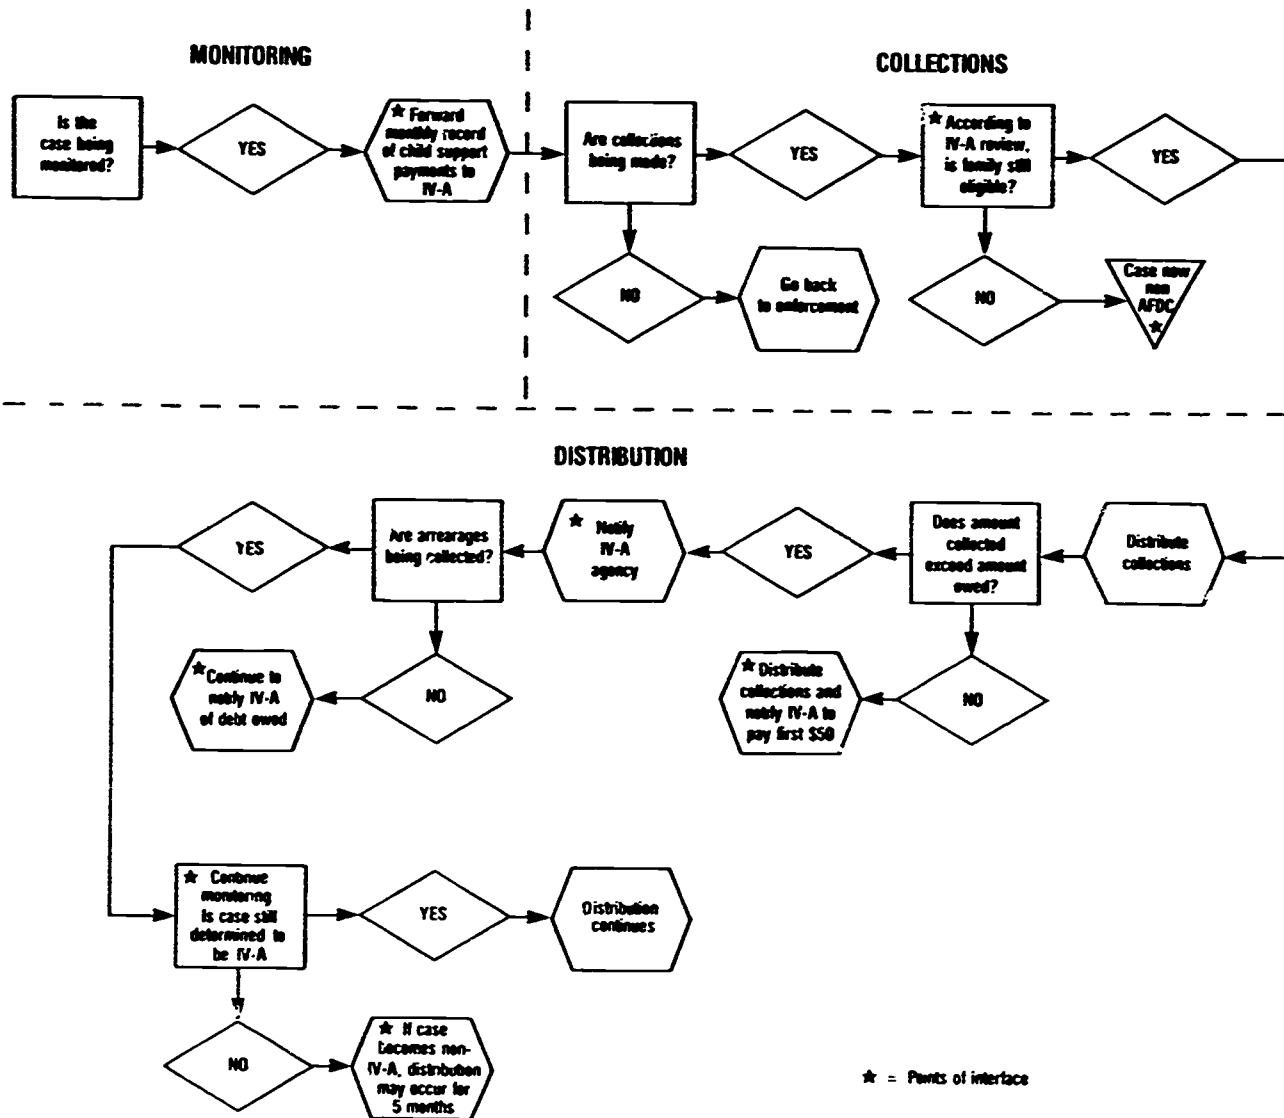 MONITORING
Is the
case being
monitored?
YES
★ Forward
monthly record
of child support
payments to
IV-A
COLLECTIONS
Are collections
being made?
YES
★ According to
IV-A review,
is family still
eligible?
YES
NO
Go back
to enforcement
NO
Case now
non
AFDC
★
DISTRIBUTION
YES
Are arrearages
being collected?
★ Notify
IV-A
agency
YES
Does amount
collected
exceed amount
owed?
Distribute
collections
★ Continue to
notify IV-A
of debt owed
NO
★ Distribute
collections and
notify IV-A to
pay first $50
NO
★ Continue
monitoring
Is case still
determined to
be IV-A
YES
Distribution
continues
NO
★ If case
becomes non-
IV-A, distribution
may occur for
5 months
★ = Points of interface